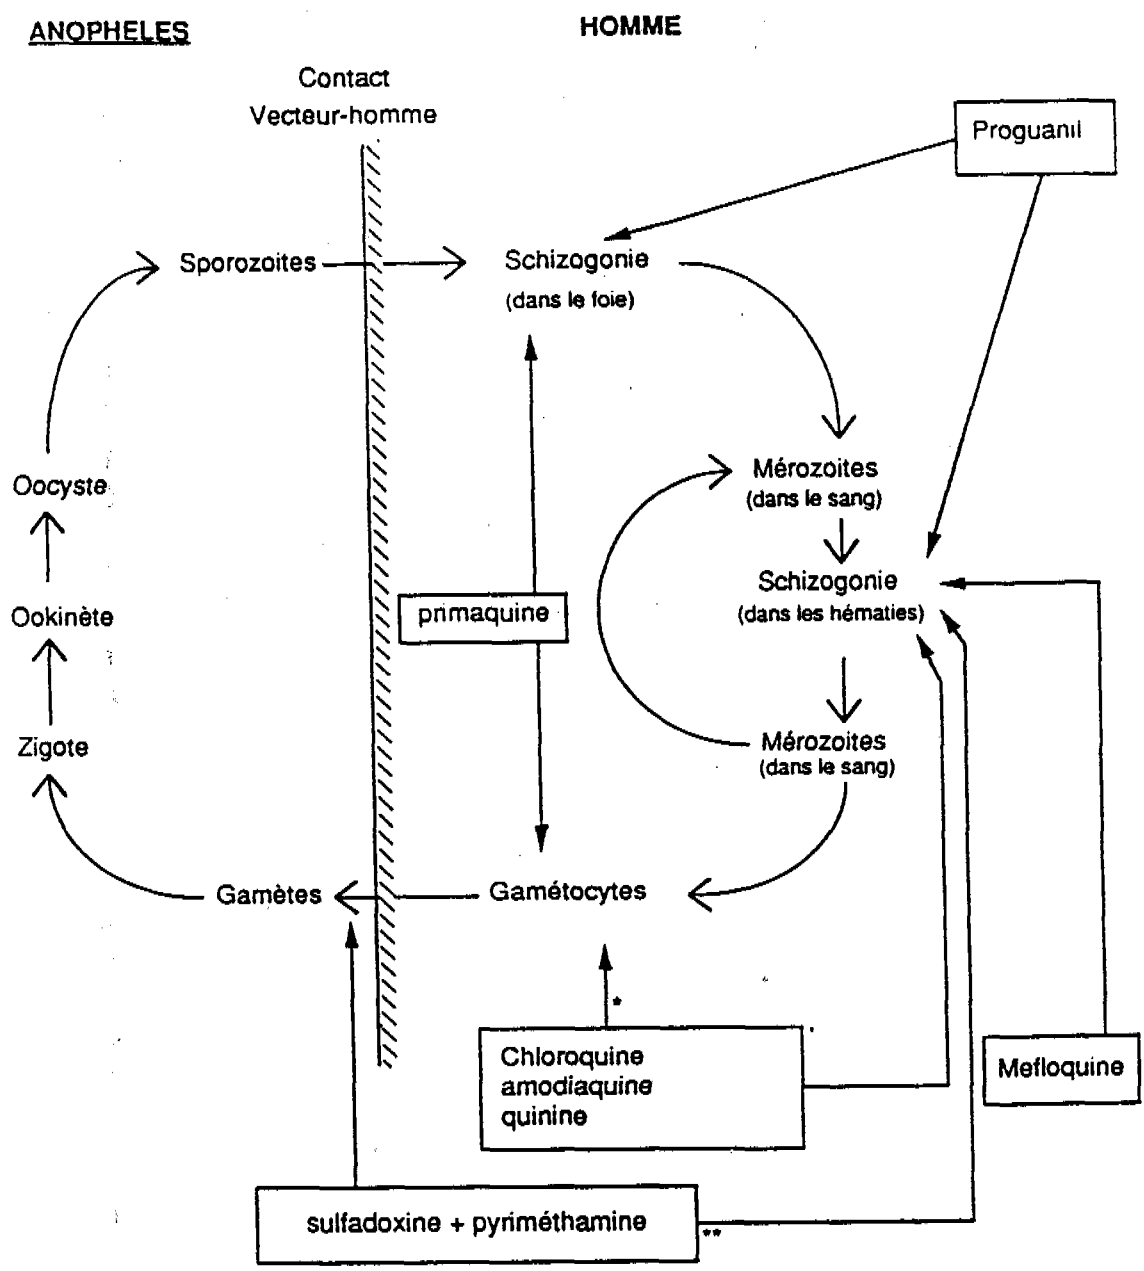 ANOPHELES
HOMME
Contact
Vecteur-homme
Proguanil
Sporozoites
Schizogonie
(dans le foie)
Mérozoites
(dans le sang)
Oocyste
Schizogonie
(dans les hématies)
primaquine
Ookinète
Zigote
Mérozoites
(dans le sang)
Gamètes
Gamétocytes
*
Chloroquine
amodiaquine
quinine
Mefloquine
sulfadoxine + pyriméthamine
**